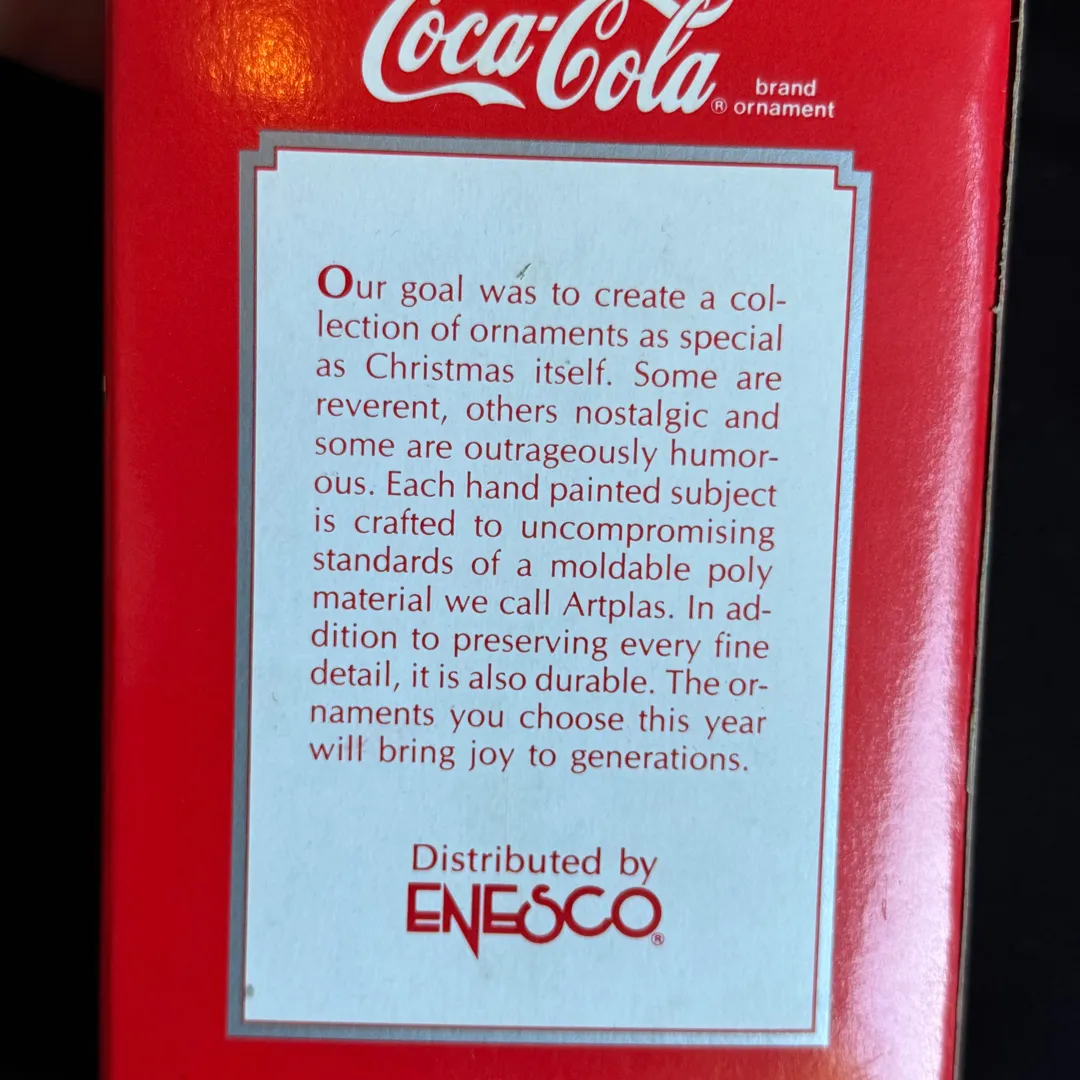 Coca-Cola
brand
® ornament
Our goal was to create a col-
lection of ornaments as special
as Christmas itself. Some are
reverent, others nostalgic and
some are outrageously humor-
ous. Each hand painted subject
is crafted to uncompromising
standards of a moldable poly
material we call Artplas. In ad-
dition to preserving every fine
detail, it is also durable. The or-
naments you choose this year
will bring joy to generations.
Distributed by
ENESCO®